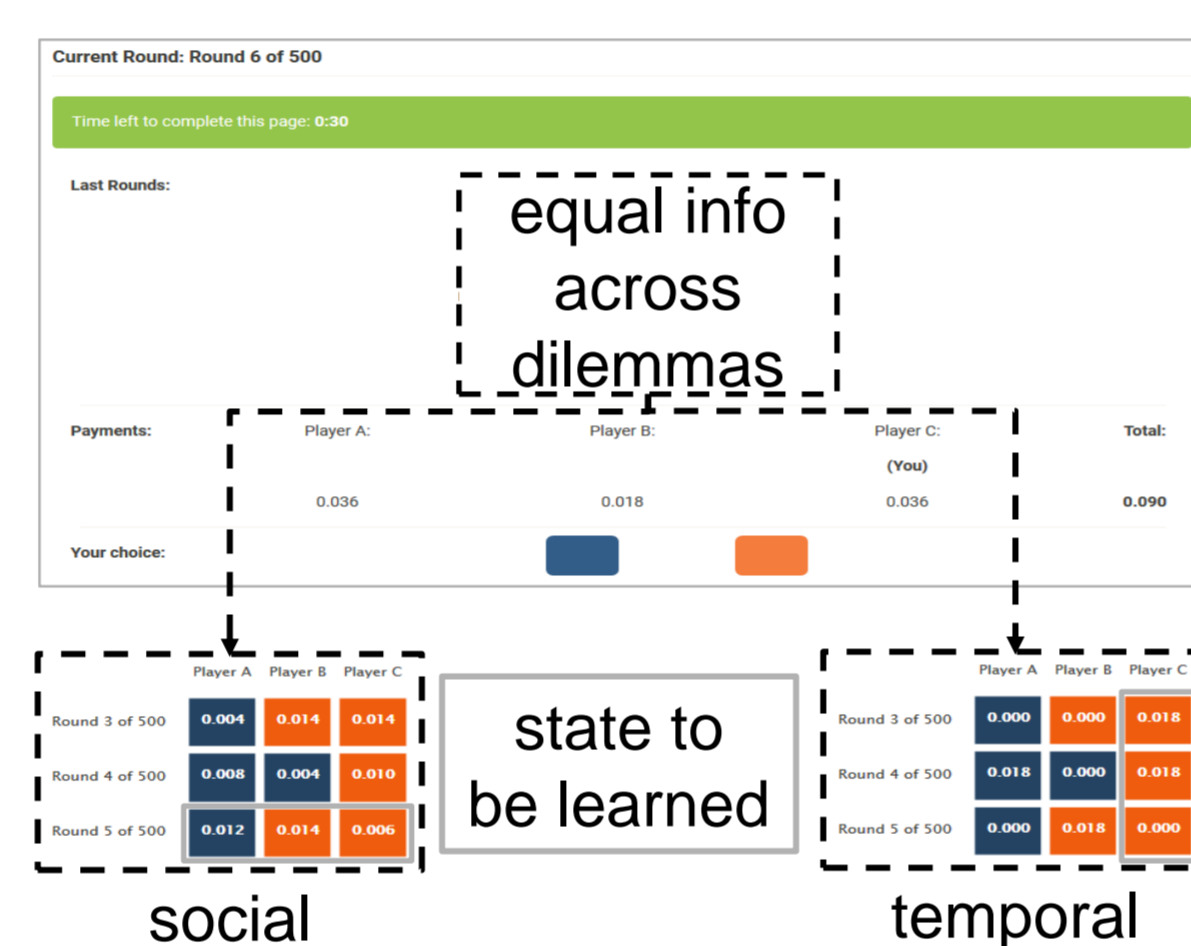 Current Round: Round 6 of 500
Time left to complete this page: 0:30
Last Rounds:
equal info
across
dilemmas
Payments: Player A: Player B: Player C: Total:
(You)
0.036 0.018 0.036 0.090
Your choice:
Player A Player B Player C
Round 3 of 500 0.004 0.014 0.014
Round 4 of 500 0.008 0.004 0.010
Round 5 of 500 0.012 0.014 0.006
social
state to
be learned
Player A Player B Player C
Round 3 of 500 0.000 0.000 0.018
Round 4 of 500 0.018 0.000 0.018
Round 5 of 500 0.000 0.018 0.000
temporal